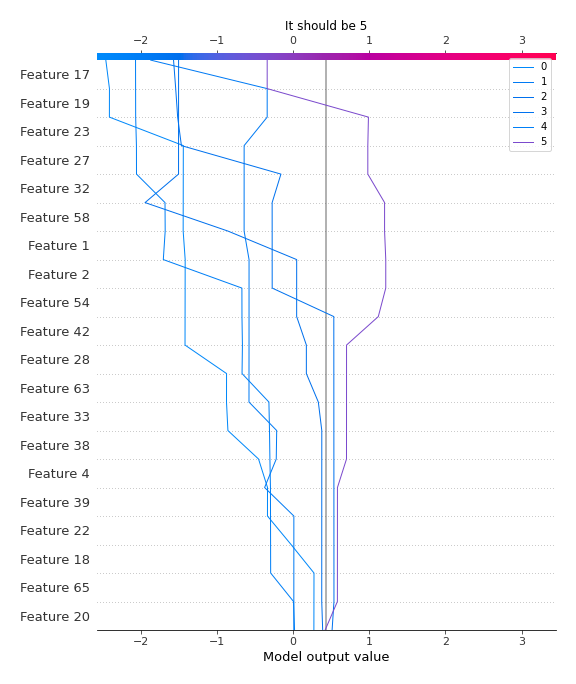 It should be 5
−2 −1 0 1 2 3
0
1
2
3
4
5
Feature 17
Feature 19
Feature 23
Feature 27
Feature 32
Feature 58
Feature 1
Feature 2
Feature 54
Feature 42
Feature 28
Feature 63
Feature 33
Feature 38
Feature 4
Feature 39
Feature 22
Feature 18
Feature 65
Feature 20
−2 −1 0 1 2 3
Model output value